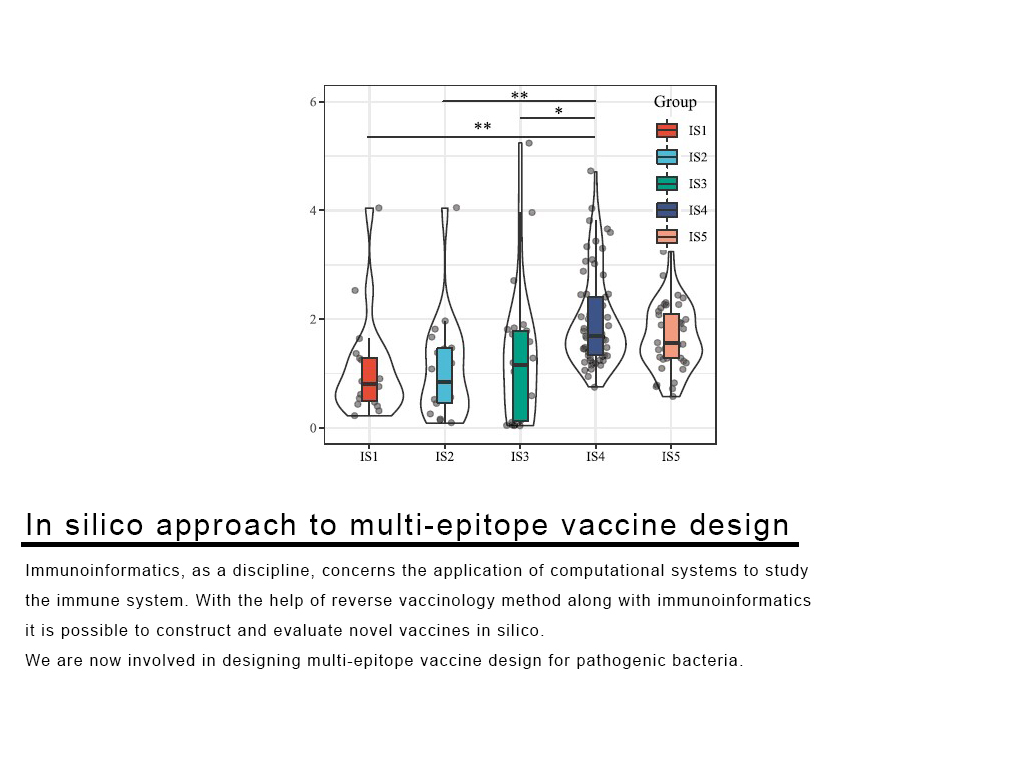 **
*
**
Group
IS1
IS2
IS3
IS4
IS5
6
4
2
0
IS1 IS2 IS3 IS4 IS5
In silico approach to multi-epitope vaccine design
Immunoinformatics, as a discipline, concerns the application of computational systems to study
the immune system. With the help of reverse vaccinology method along with immunoinformatics
it is possible to construct and evaluate novel vaccines in silico.
We are now involved in designing multi-epitope vaccine design for pathogenic bacteria.